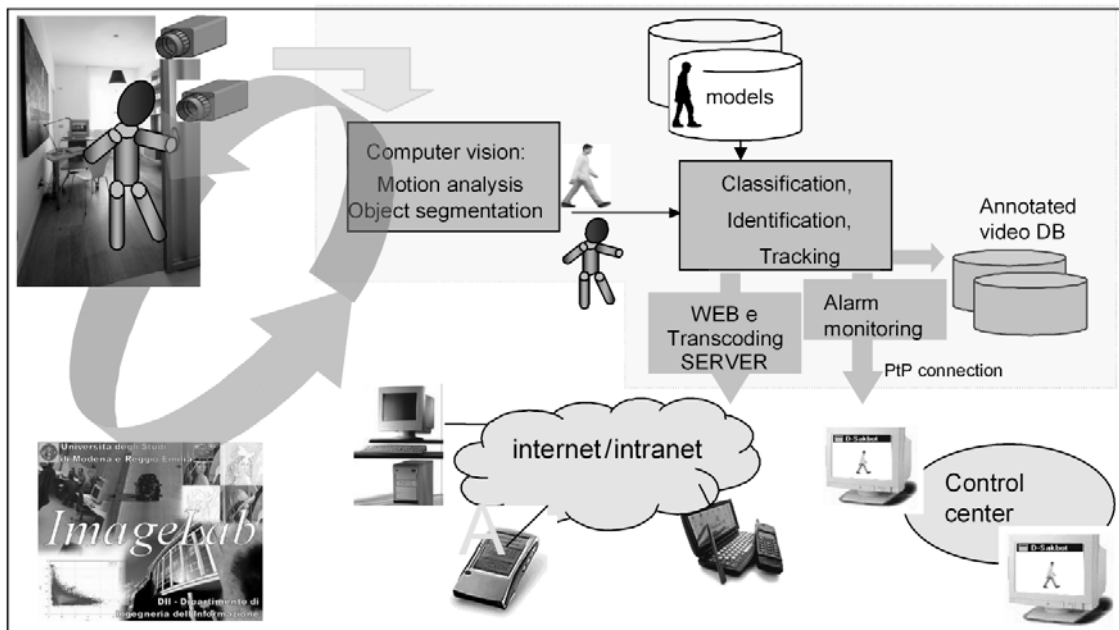 models
Computer vision:
Motion analysis
Object segmentation
Classification,
Identification,
Tracking
Annotated
video DB
WEB e
Transcoding
SERVER
Alarm
monitoring
PtP connection
internet/intranet
D-Sakbot
Control
center
D-Sakbot
Università degli Studi
di Modena e Reggio Emilia
ImageLab
DII - Dipartimento di
Ingegneria dell'Informazione
A